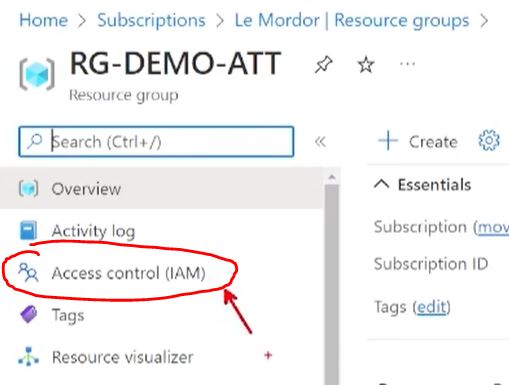 Home > Subscriptions > Le Mordor | Resource groups >
RG-DEMO-ATT
Resource group
Search (Ctrl+/)
Overview
Activity log
Access control (IAM)
Tags
Resource visualizer
Create
Essentials
Subscription (mov
Subscription ID
Tags (edit)